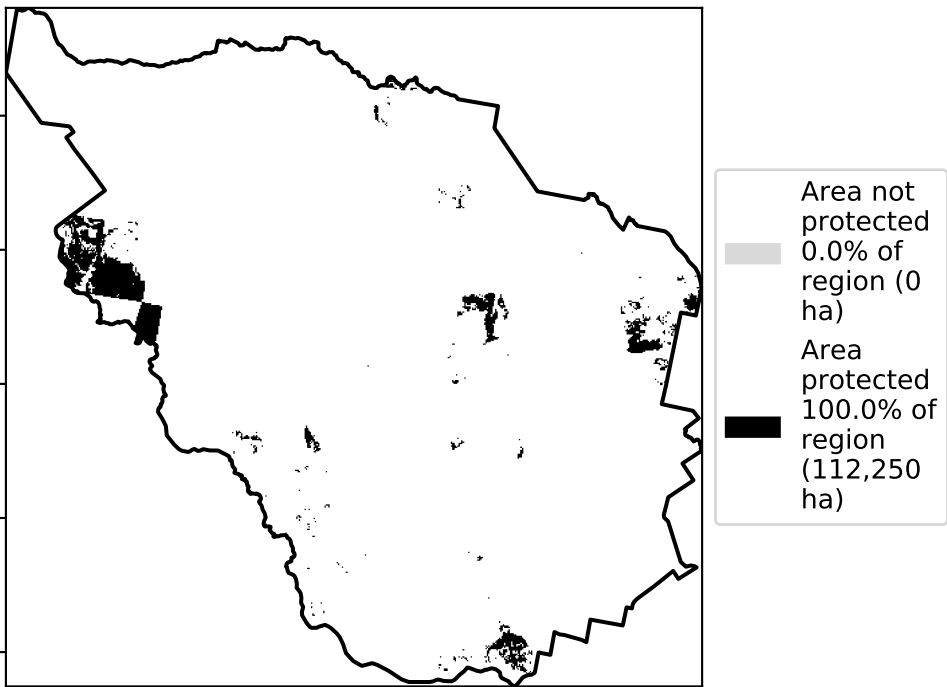 Area not
protected
0.0% of
region (0
ha)
Area
protected
100.0% of
region
(112,250
ha)